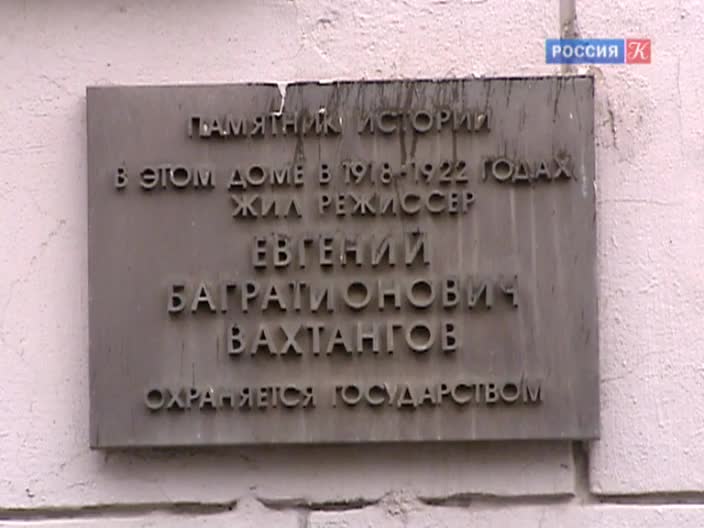 РОССИЯ К
ПАМЯТНИК ИСТОРИИ
В ЭТОМ ДОМЕ В 1918-1922 ГОДАХ
ЖИЛ РЕЖИССЕР
ЕВГЕНИЙ
БАГРАТИОНОВИЧ
ВАХТАНГОВ
ОХРАНЯЕТСЯ ГОСУДАРСТВОМ